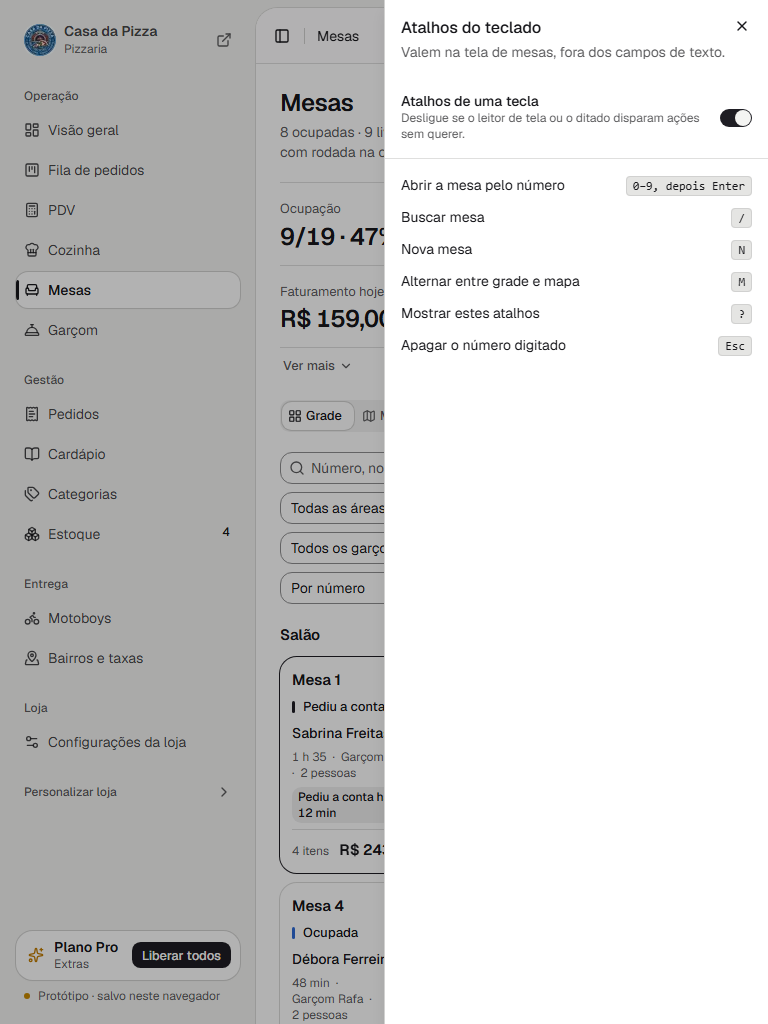 Casa da Pizza
Pizzaria
Operação
Visão geral
Fila de pedidos
PDV
Cozinha
Mesas
Garçom
Gestão
Pedidos
Cardápio
Categorias
Estoque 4
Entrega
Motoboys
Bairros e taxas
Loja
Configurações da loja
Personalizar loja
Plano Pro
Extras
Liberar todos
Protótipo · salvo neste navegador
Mesas
Mesas
8 ocupadas · 9 li
com rodada na c
Ocupação
9/19 · 47%
Faturamento hoje
R$ 159,00
Ver mais
Grade
Número, no
Todas as áreas
Todos os garço
Por número
Salão
Mesa 1
Pediu a conta
Sabrina Freita
1 h 35 · Garçom
· 2 pessoas
Pediu a conta h
12 min
4 itens R$ 243
Mesa 4
Ocupada
Débora Ferreir
48 min ·
Garçom Rafa ·
2 pessoas
Atalhos do teclado
Valem na tela de mesas, fora dos campos de texto.
Atalhos de uma tecla
Desligue se o leitor de tela ou o ditado disparam ações
sem querer.
Abrir a mesa pelo número 0–9, depois Enter
Buscar mesa /
Nova mesa N
Alternar entre grade e mapa M
Mostrar estes atalhos ?
Apagar o número digitado Esc